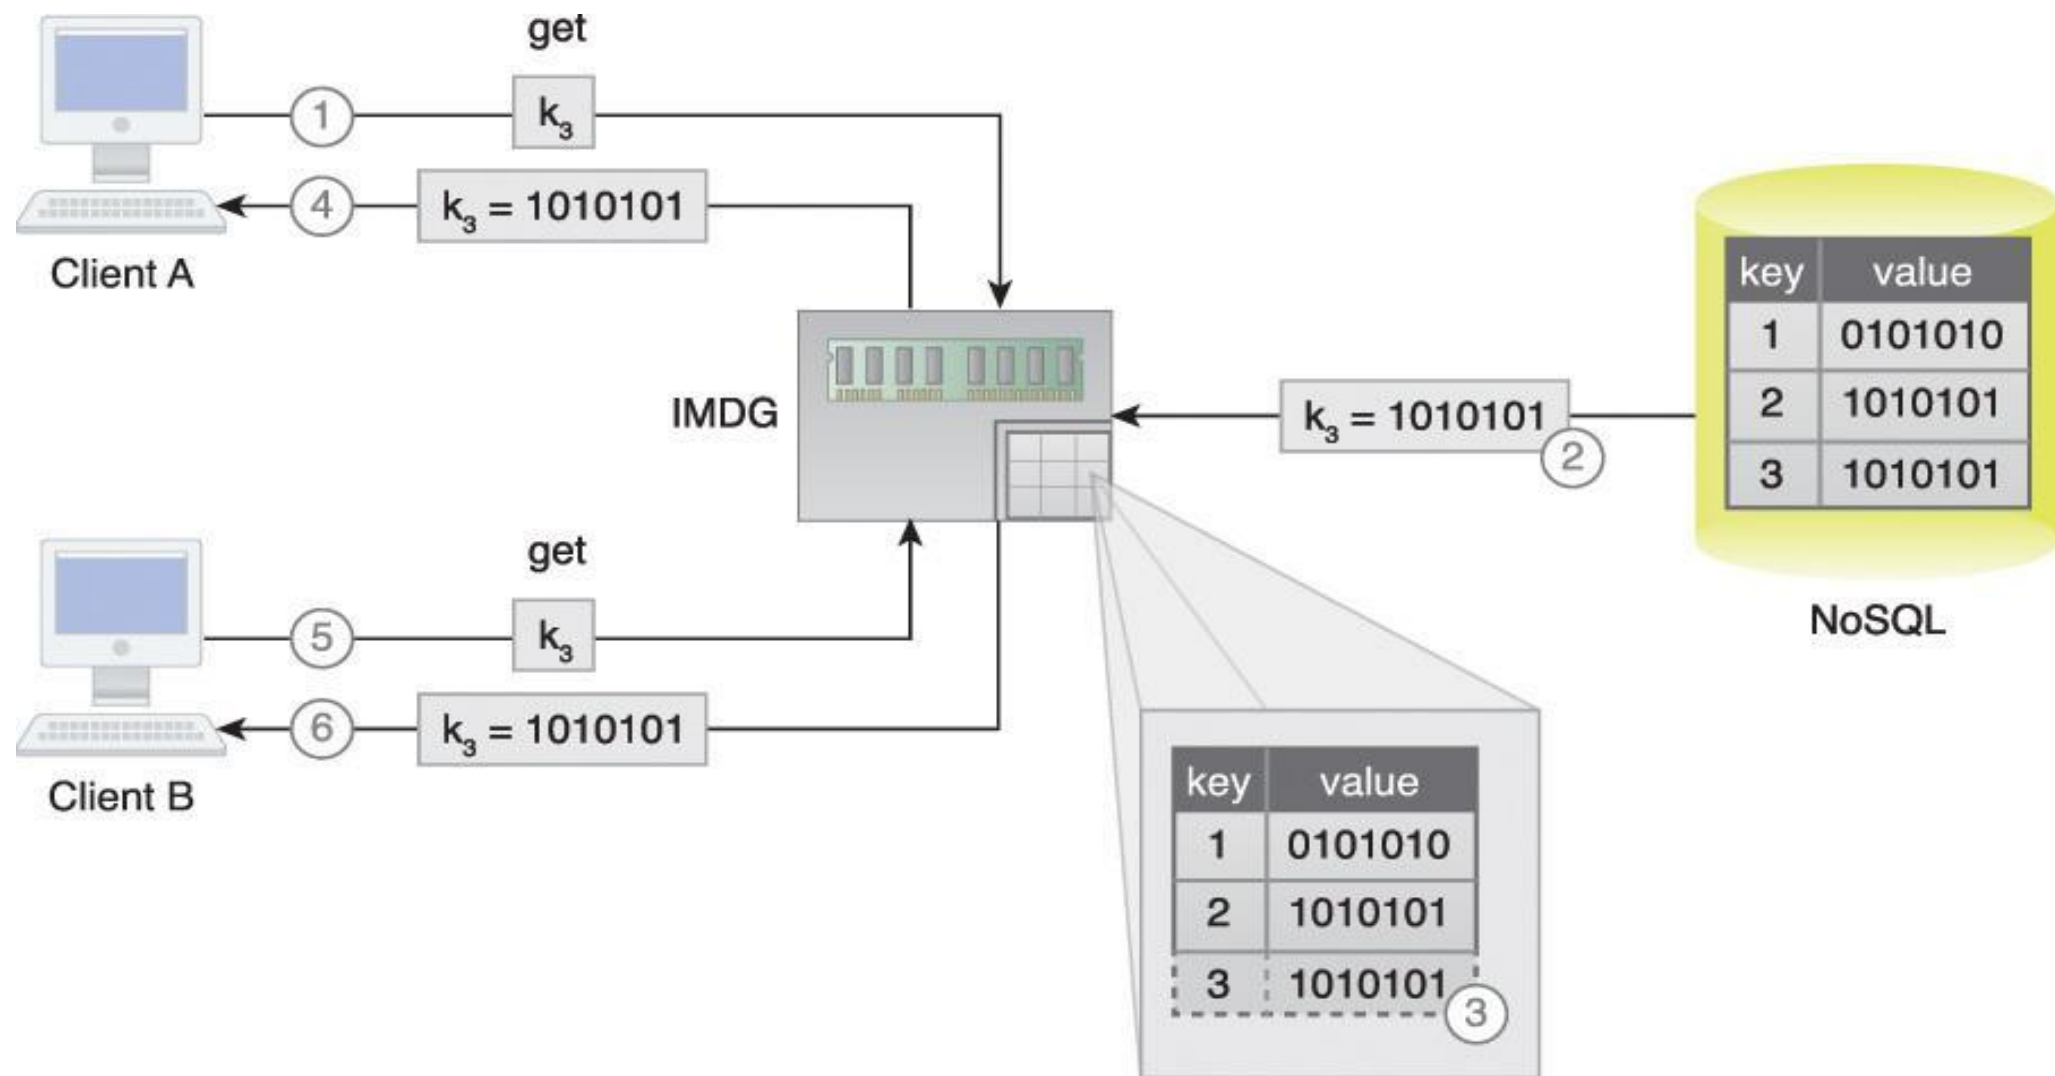 get
1
k₃
4
k₃ = 1010101
Client A
IMDG
k₃ = 1010101
2
key value
1 0101010
2 1010101
3 1010101
NoSQL
get
5
k₃
6
k₃ = 1010101
Client B
key value
1 0101010
2 1010101
3 1010101
3